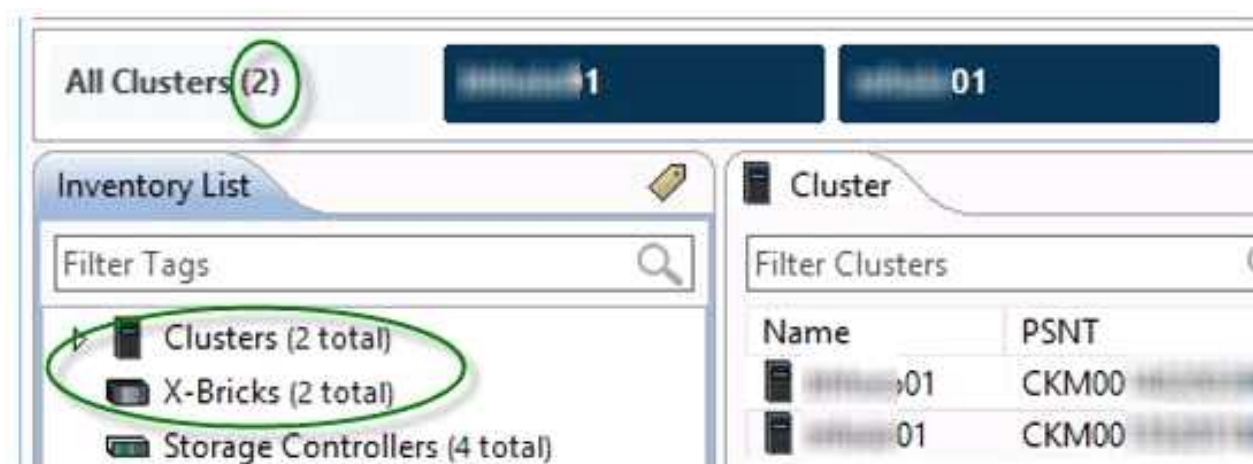 All Clusters (2)
1
01
Inventory List
Cluster
Filter Tags
Filter Clusters
Clusters (2 total)
X-Bricks (2 total)
Storage Controllers (4 total)
Name PSNT
01 CKM00
01 CKM00